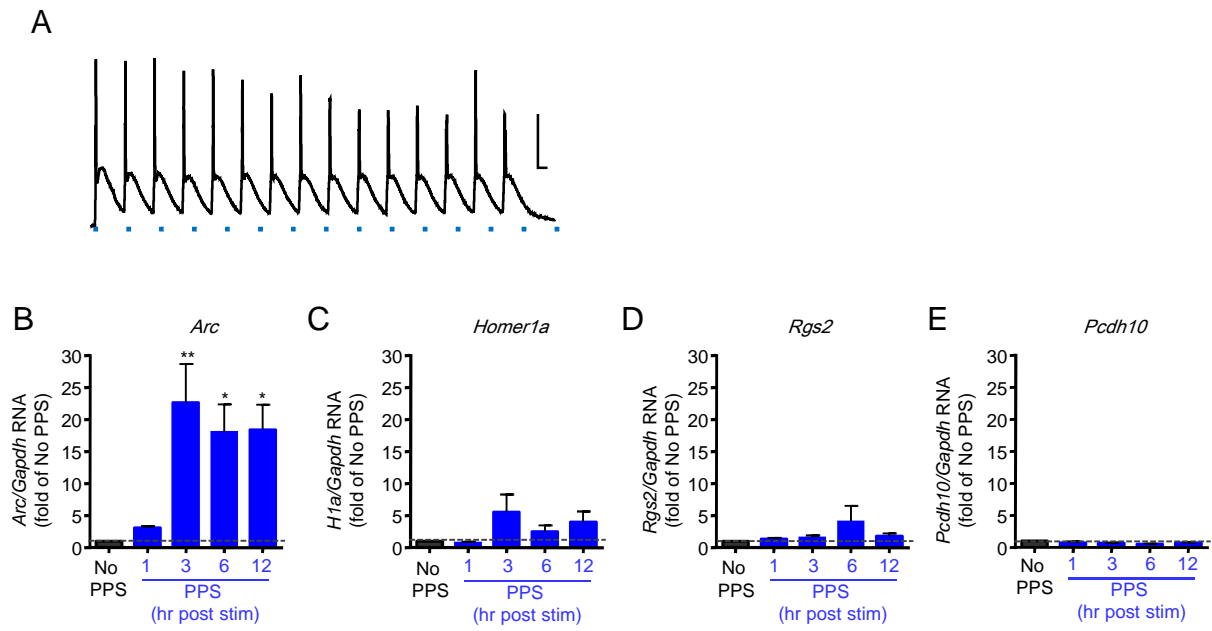 A
B
Arc
Arc/Gapdh RNA
(fold of No PPS)
30
25
20
15
10
5
0
**
*
*
No
PPS
1 3 6 12
PPS
(hr post stim)
C
Homer1a
H1a/Gapdh RNA
(fold of No PPS)
30
25
20
15
10
5
0
No
PPS
1 3 6 12
PPS
(hr post stim)
D
Rgs2
Rgs2/Gapdh RNA
(fold of No PPS)
30
25
20
15
10
5
0
No
PPS
1 3 6 12
PPS
(hr post stim)
E
Pcdh10
Pcdh10/Gapdh RNA
(fold of No PPS)
30
25
20
15
10
5
0
No
PPS
1 3 6 12
PPS
(hr post stim)